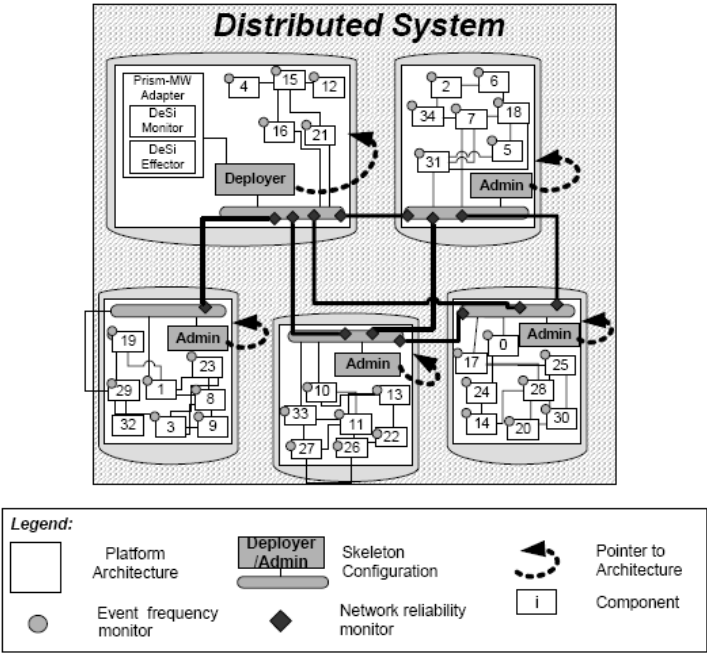 Distributed System
Prism-MW
Adapter
DeSi
Monitor
DeSi
Effector
4
15
12
16
21
Deployer
2
6
34
7
18
5
31
Admin
19
Admin
23
29
1
8
32
3
9
Admin
10
13
33
11
22
27
26
0
Admin
17
25
24
28
14
20
30
Legend:
Platform
Architecture
Deployer
/Admin
Skeleton
Configuration
Pointer to
Architecture
Event frequency
monitor
Network reliability
monitor
i
Component